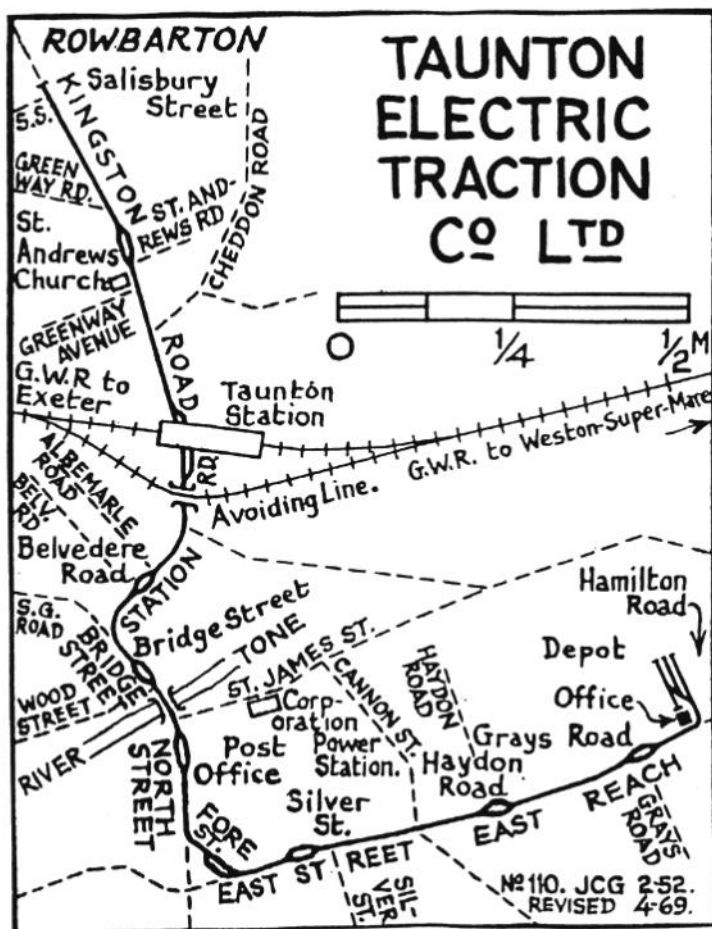 ROWBARTON
TAUNTON
ELECTRIC
TRACTION
Cº LTD
0 1/4 1/2 M
Salisbury
Street
S.S.
KINGSTON
GREEN
WAY RD.
ST. AND-
REWS RD
CHEDDON ROAD
St.
Andrews
Church
GREENWAY
AVENUE
ROAD
G.W.R to
Exeter
Taunton
Station
G.W.R. to Weston-Super-Mare
Avoiding Line.
RD.
ALBEMARLE
ROAD
BELV.
RD
Belvedere
Road
STATION
S.G.
ROAD
BRIDGE
STREET
Bridge Street
WOOD
STREET
RIVER
TONE
ST. JAMES ST.
Corp-
oration
Power
Station.
CANNON ST.
HAYDON
ROAD
Hamilton
Road
Depot
Office
Grays Road
Haydon
Road
Post
Office
NORTH
STREET
FORE
ST.
Silver
St.
EAST ST REET
EAST REACH
SIL-
VER
ST.
GRAYS
ROAD
Nº 110. JCG 2-52.
REVISED 4-69.